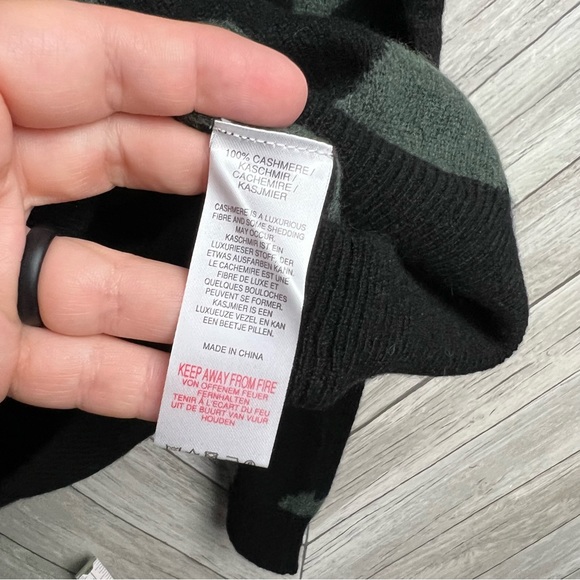 100% CASHMERE /
KASCHMIR /
CACHEMIRE /
KASJMIER
CASHMERE IS A LUXURIOUS
FIBRE AND SOME SHEDDING
MAY OCCUR.
KASCHMIR IST EIN
LUXURIESER STOFF, DER
ETWAS AUSFARBEN KANN.
LE CACHEMIRE EST UNE
FIBRE DE LUXE ET
QUELQUES BOULOCHES
PEUVENT SE FORMER.
KASJMIER IS EEN
LUXUEUZE VEZEL EN KAN
EEN BEETJE PILLEN.
MADE IN CHINA
KEEP AWAY FROM FIRE
VON OFFENEM FEUER
FERNHALTEN
TENIR À L'ÉCART DU FEU
UIT DE BUURT VAN VUUR
HOUDEN